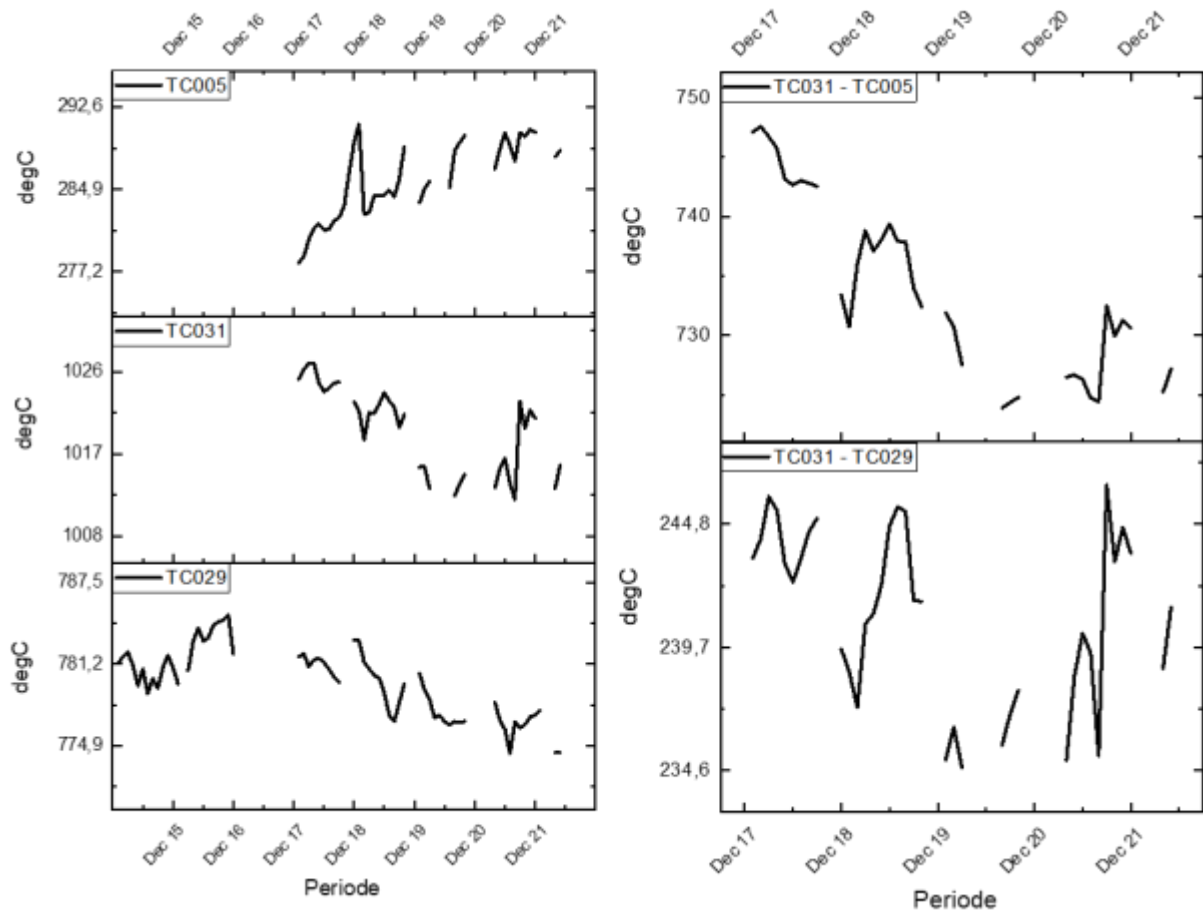 Dec 15
Dec 16
Dec 17
Dec 18
Dec 19
Dec 20
Dec 21
TC005
292,6
284,9
277,2
degC
TC031
1026
1017
1008
degC
TC029
787,5
781,2
774,9
degC
Dec 15
Dec 16
Dec 17
Dec 18
Dec 19
Dec 20
Dec 21
Periode
Dec 17
Dec 18
Dec 19
Dec 20
Dec 21
TC031 - TC005
750
740
730
degC
TC031 - TC029
244,8
239,7
234,6
degC
Dec 17
Dec 18
Dec 19
Dec 20
Dec 21
Periode